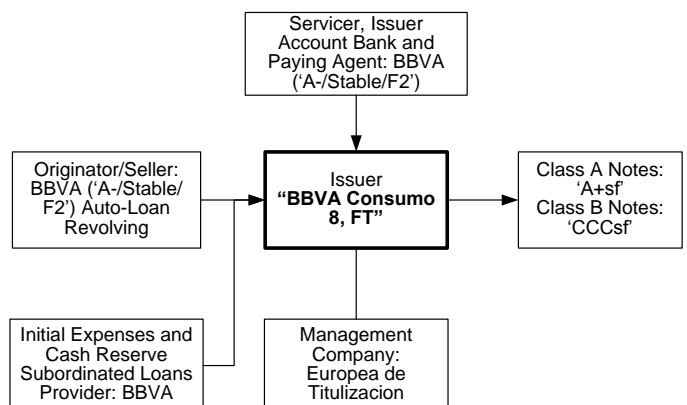 Servicer, Issuer
Account Bank and
Paying Agent: BBVA
(‘A-/Stable/F2’)
Originator/Seller:
BBVA (‘A-/Stable/
F2’) Auto-Loan
Revolving
Issuer
“BBVA Consumo
8, FT”
Class A Notes:
‘A+sf’
Class B Notes:
‘CCCsf’
Initial Expenses and
Cash Reserve
Subordinated Loans
Provider: BBVA
Management
Company:
Europea de
Titulizacion